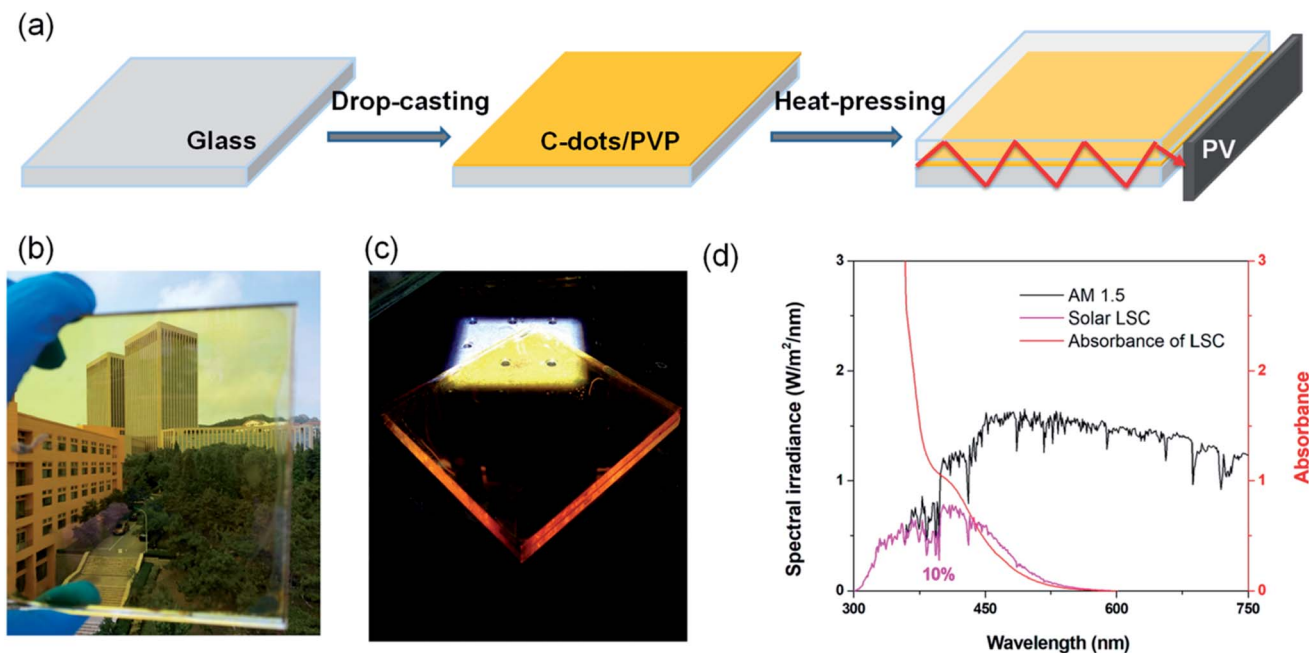 (a)
Glass
Drop-casting
C-dots/PVP
Heat-pressing
PV
(b)
(c)
(d)
Spectral irradiance (W/m²/nm)
3
2
1
0
AM 1.5
Solar LSC
Absorbance of LSC
10%
3
2
1
0
Absorbance
300
450
600
750
Wavelength (nm)